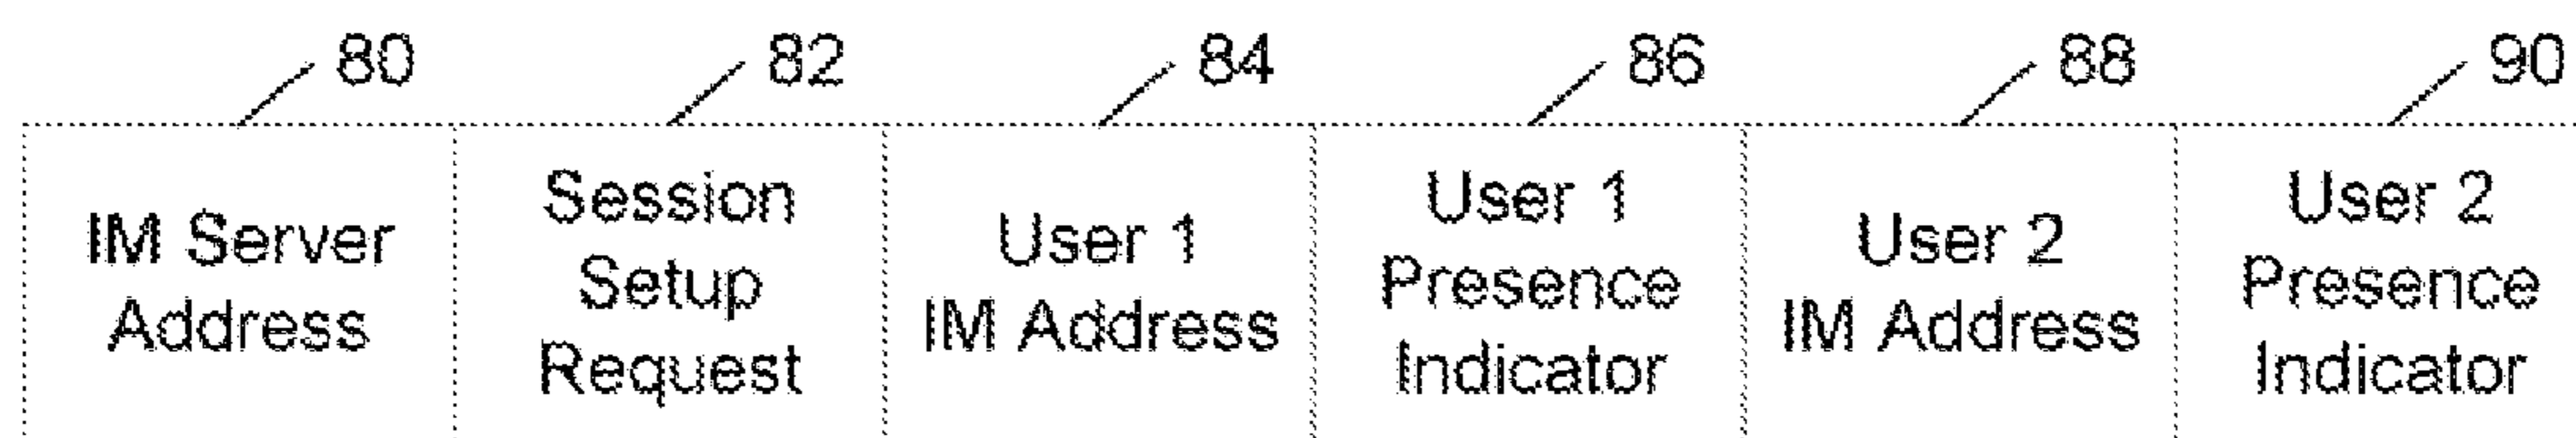 80 82 84 86 88 90
IM Server
Address
Session
Setup
Request
User 1
IM Address
User 1
Presence
Indicator
User 2
IM Address
User 2
Presence
Indicator